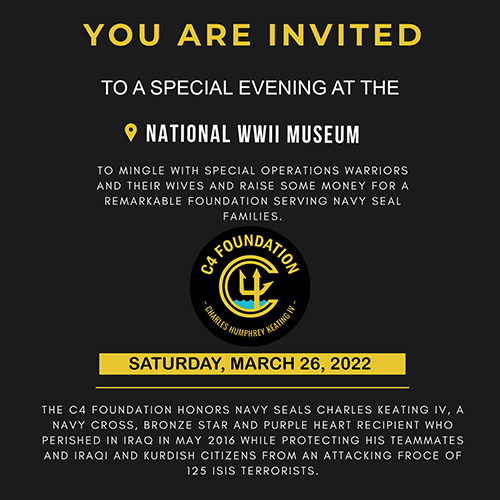 YOU ARE INVITED
TO A SPECIAL EVENING AT THE
NATIONAL WWII MUSEUM
TO MINGLE WITH SPECIAL OPERATIONS WARRIORS
AND THEIR WIVES AND RAISE SOME MONEY FOR A
REMARKABLE FOUNDATION SERVING NAVY SEAL
FAMILIES.
C4 FOUNDATION
- CHARLES HUMPHREY KEATING IV -
SATURDAY, MARCH 26, 2022
THE C4 FOUNDATION HONORS NAVY SEALS CHARLES KEATING IV, A
NAVY CROSS, BRONZE STAR AND PURPLE HEART RECIPIENT WHO
PERISHED IN IRAQ IN MAY 2016 WHILE PROTECTING HIS TEAMMATES
AND IRAQI AND KURDISH CITIZENS FROM AN ATTACKING FROCE OF
125 ISIS TERRORISTS.